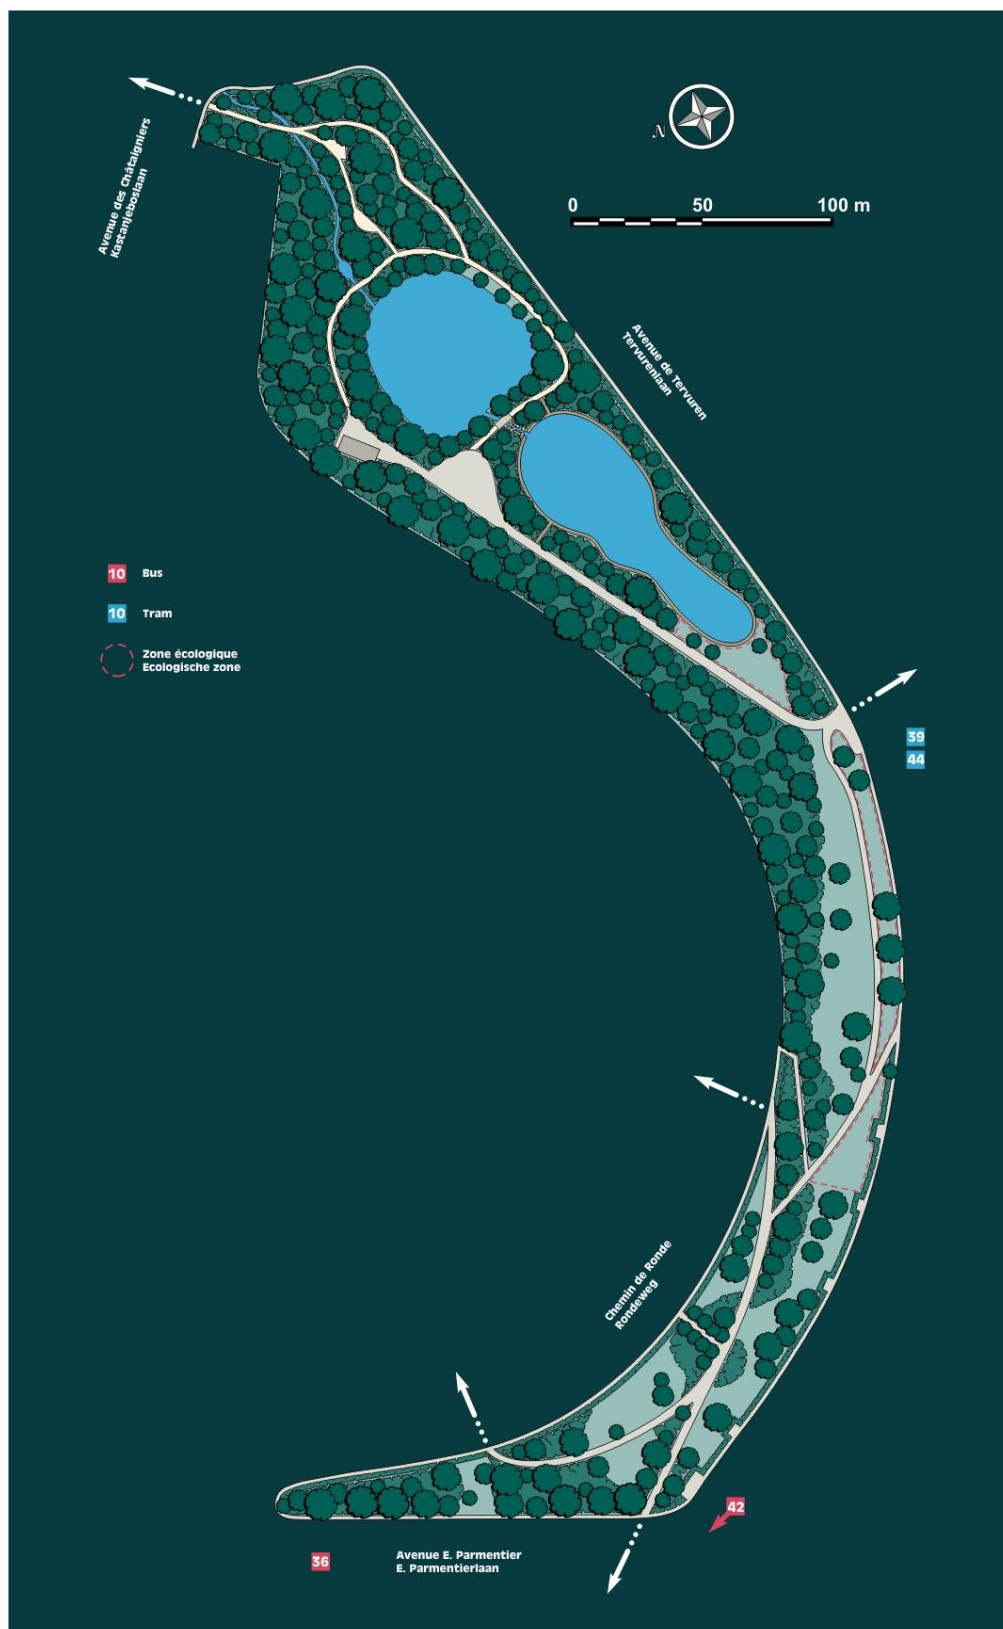 N
0 50 100 m
Avenue des Châtaigniers
Kastanjeboslaan
Avenue de Tervuren
Tervurenlaan
10 Bus
10 Tram
Zone écologique
Ecologische zone
39
44
Chemin de Ronde
Rondeweg
42
36
Avenue E. Parmentier
E. Parmentierlaan